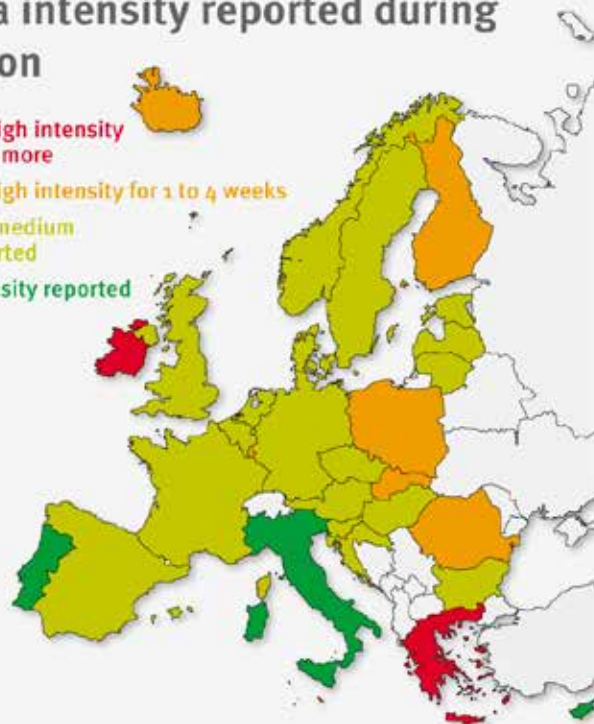 a intensity reported during
on
igh intensity
more
igh intensity for 1 to 4 weeks
medium
rted
sity reported